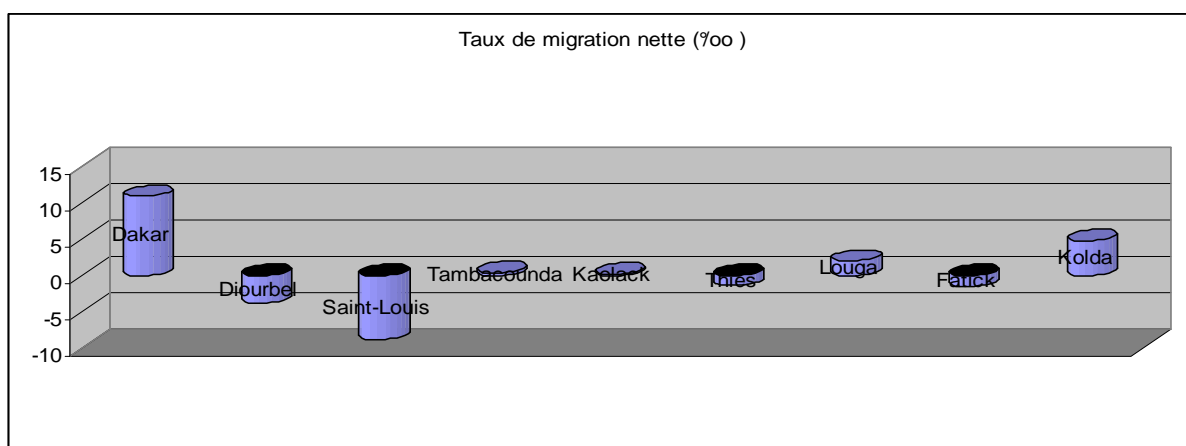 Taux de migration nette (‰)
15
10
5
0
-5
-10
Dakar
Diourbel
Saint-Louis
Tambacounda
Kaolack
Thies
Louga
Fatick
Kolda